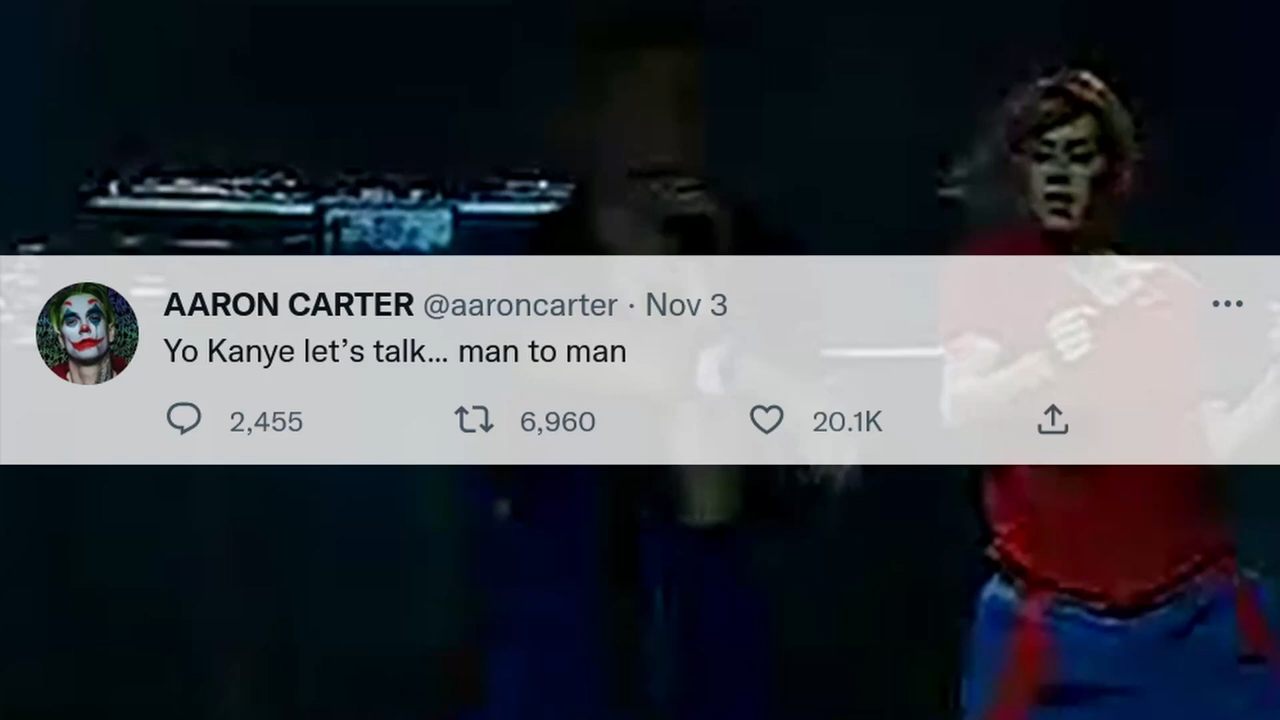 AARON CARTER @aaroncarter · Nov 3
Yo Kanye let’s talk... man to man
2,455 6,960 20.1K